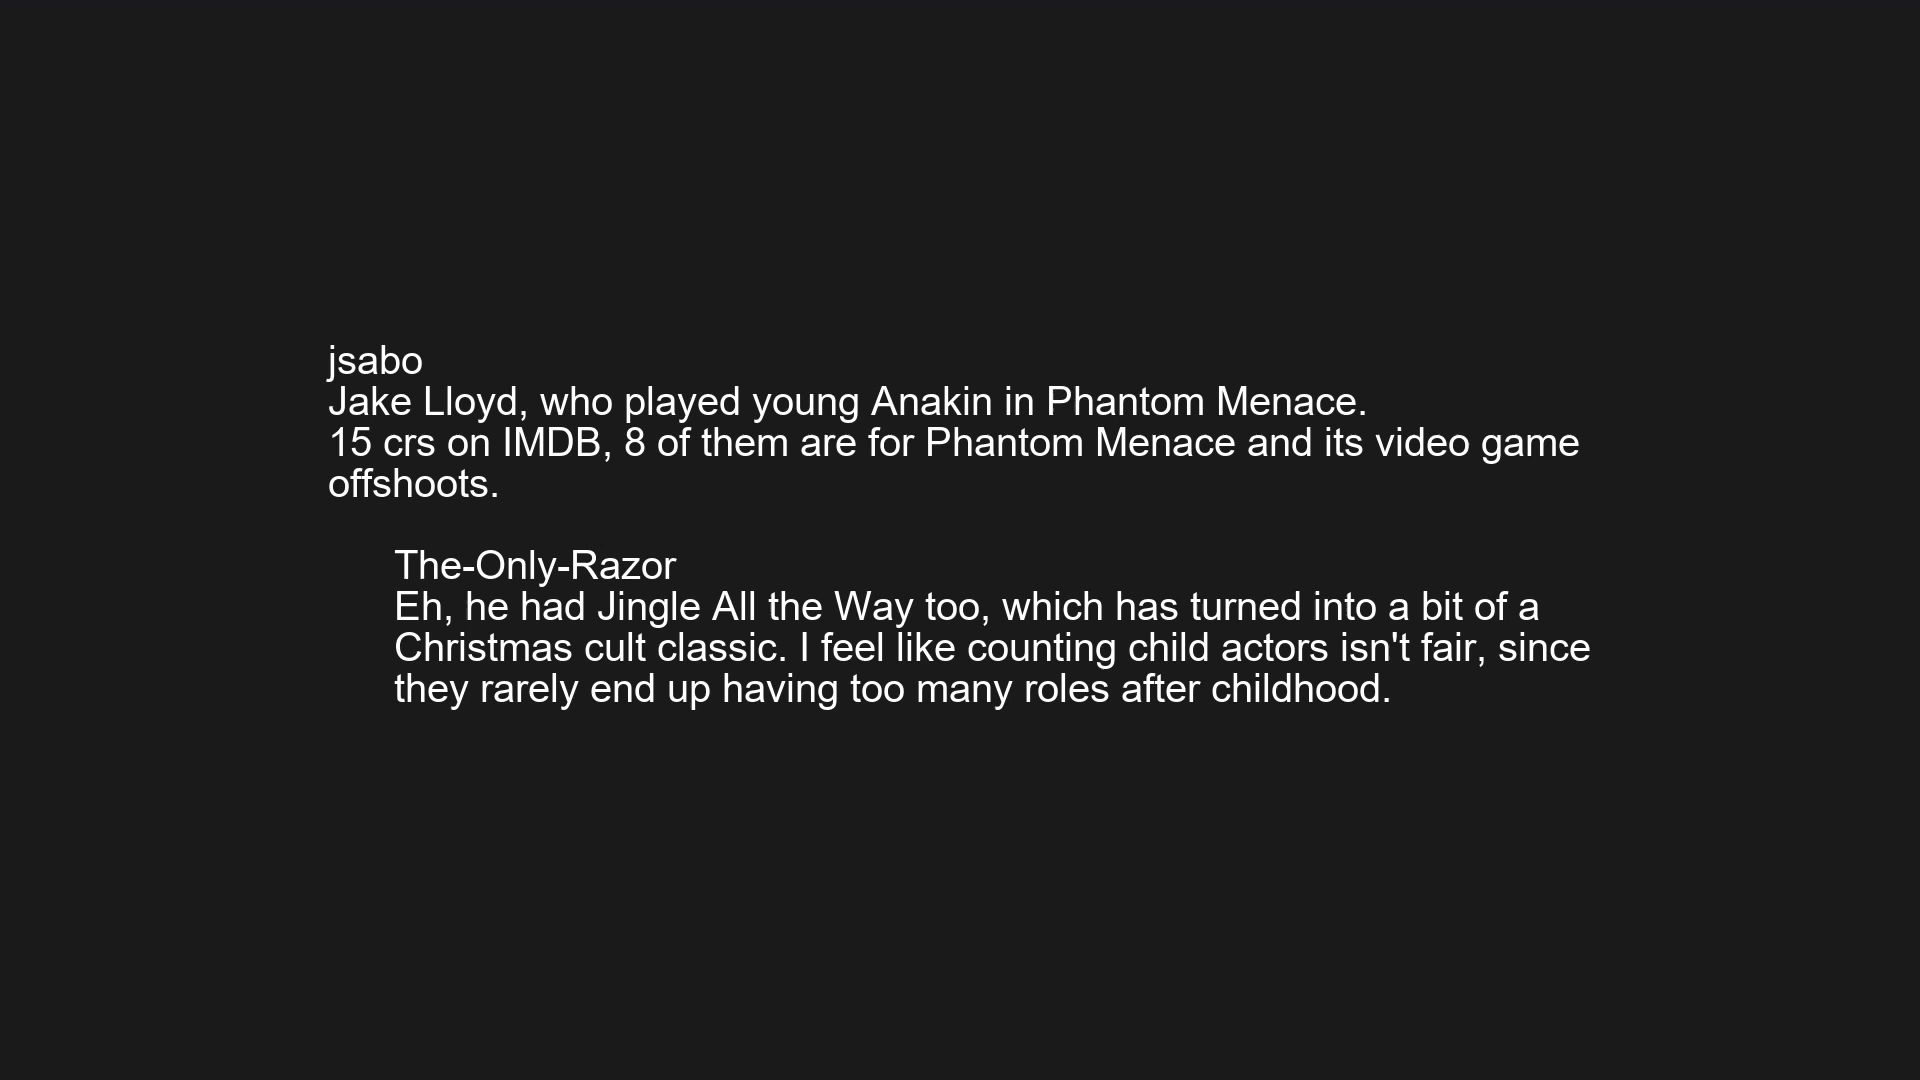 jsabo
Jake Lloyd, who played young Anakin in Phantom Menace.
15 crs on IMDB, 8 of them are for Phantom Menace and its video game
offshoots.
The-Only-Razor
Eh, he had Jingle All the Way too, which has turned into a bit of a
Christmas cult classic. I feel like counting child actors isn't fair, since
they rarely end up having too many roles after childhood.